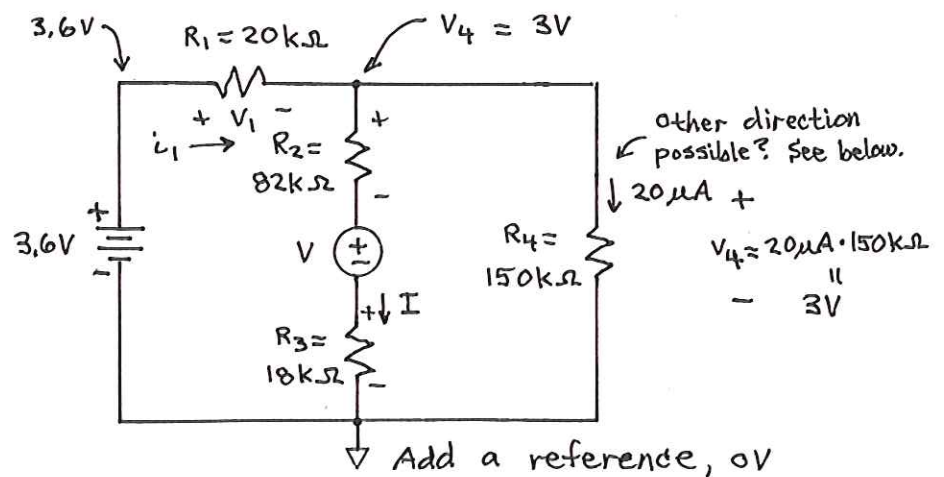 3.6V
R1 = 20kΩ
V4 = 3V
+ V1 -
i1 →
R2 =
82kΩ
+
-
other direction
possible? See below.
↓ 20μA +
+
3.6V
-
V
+
-
R4 =
150kΩ
V4 = 20μA·150kΩ
"
- 3V
+↓ I
R3 =
18kΩ
-
Add a reference, 0V